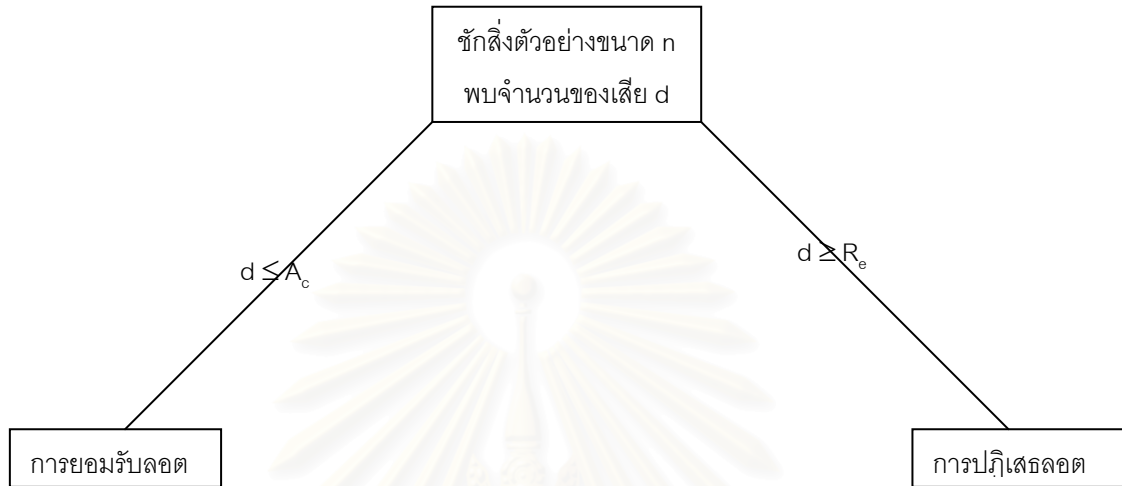 ชักสิ่งตัวอย่างขนาด n
พบจำนวนของเสีย d
d ≤ A_c
d ≥ R_e
การยอมรับลอต
การปฏิเสธลอต